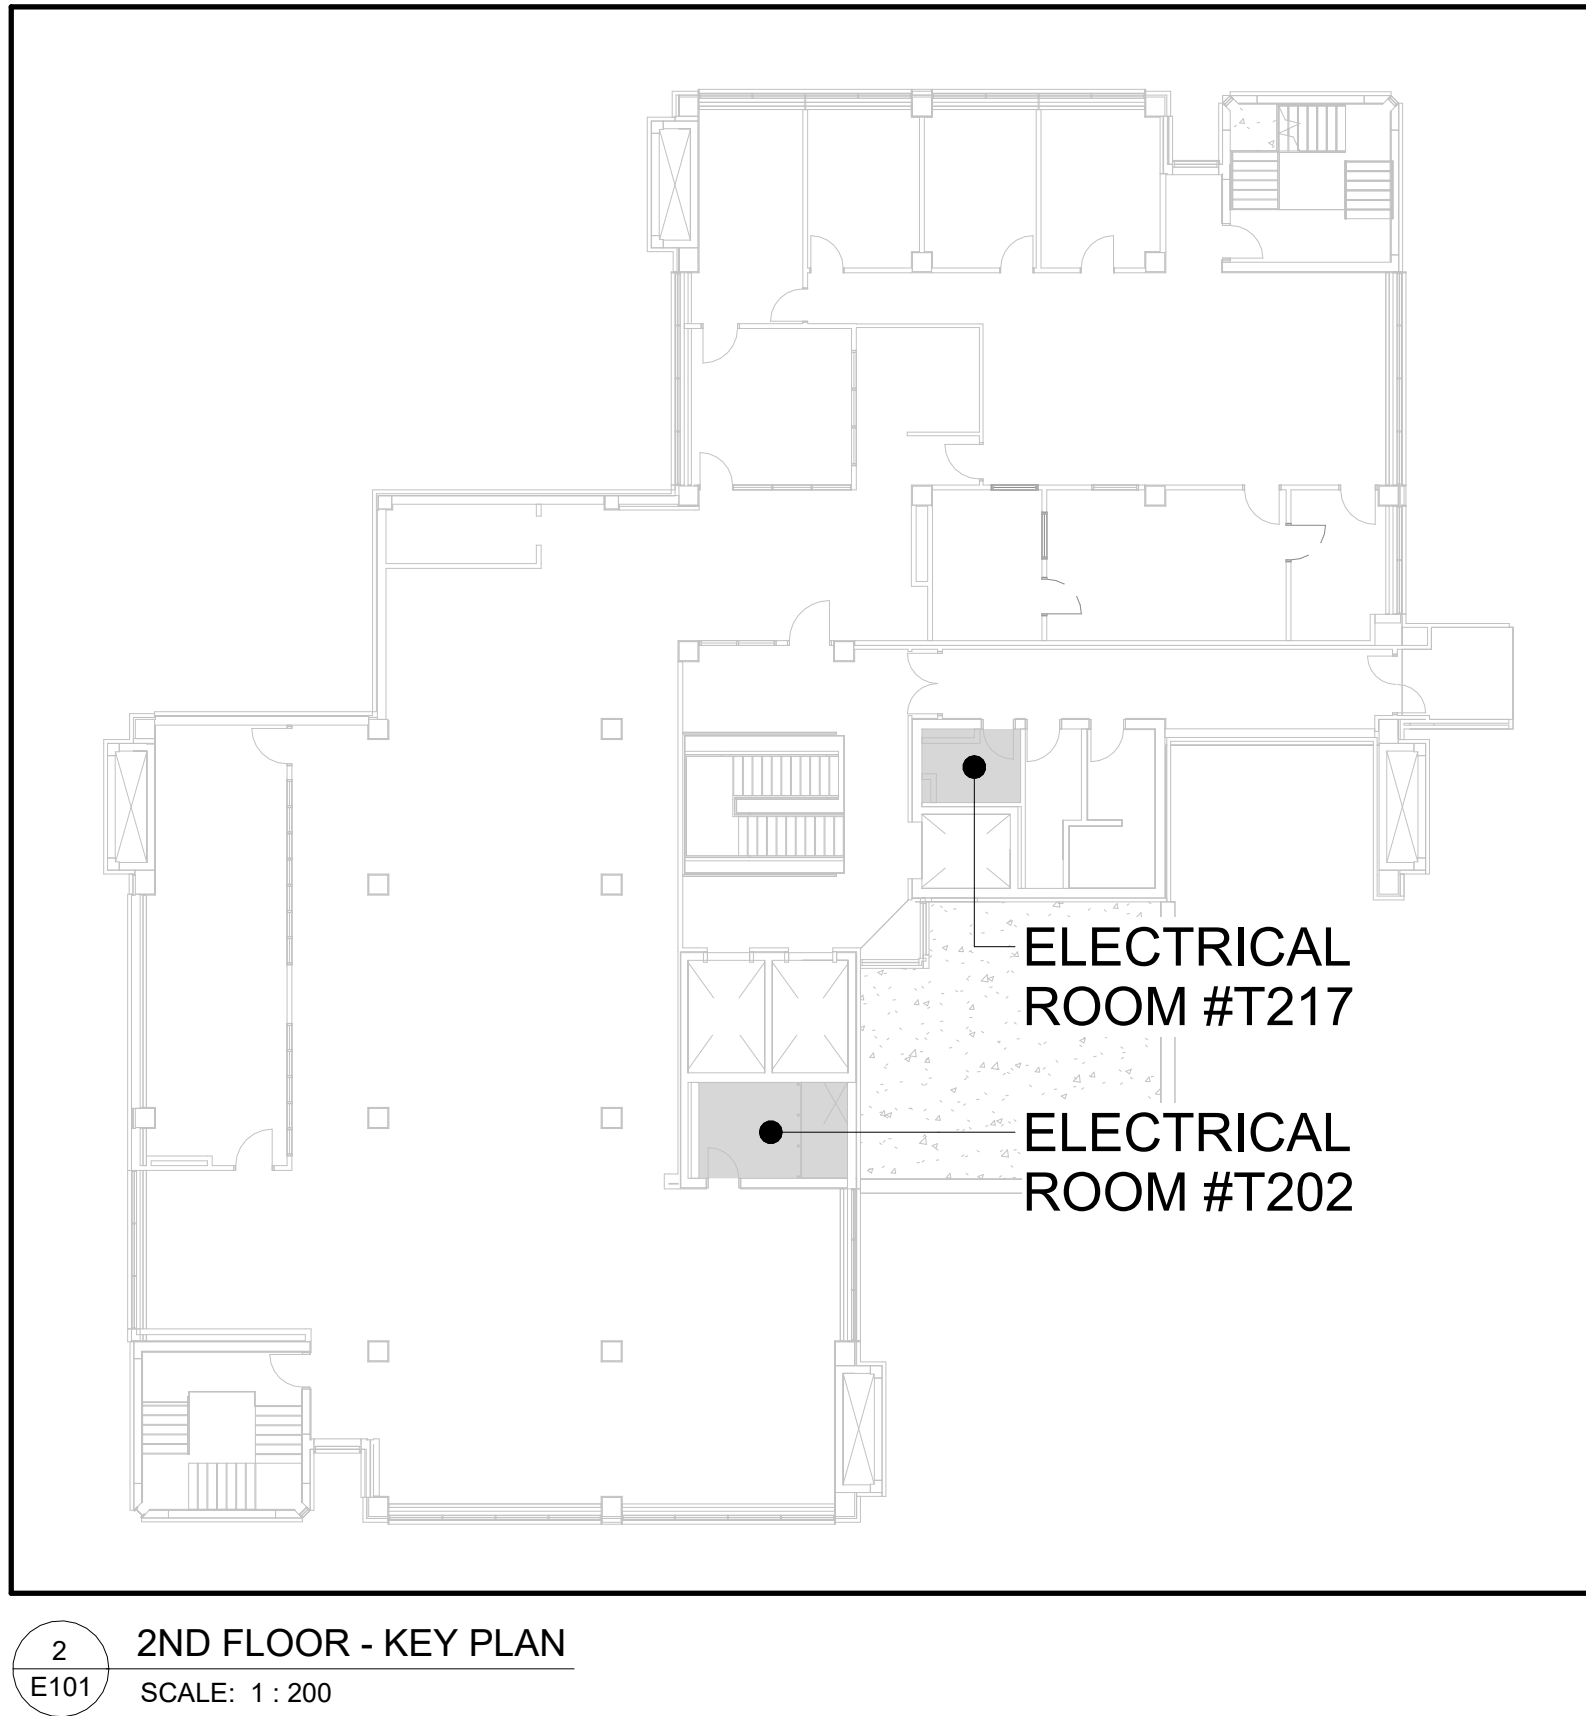 ELECTRICAL
ROOM #T217
ELECTRICAL
ROOM #T202
2
E101
2ND FLOOR - KEY PLAN
SCALE: 1 : 200